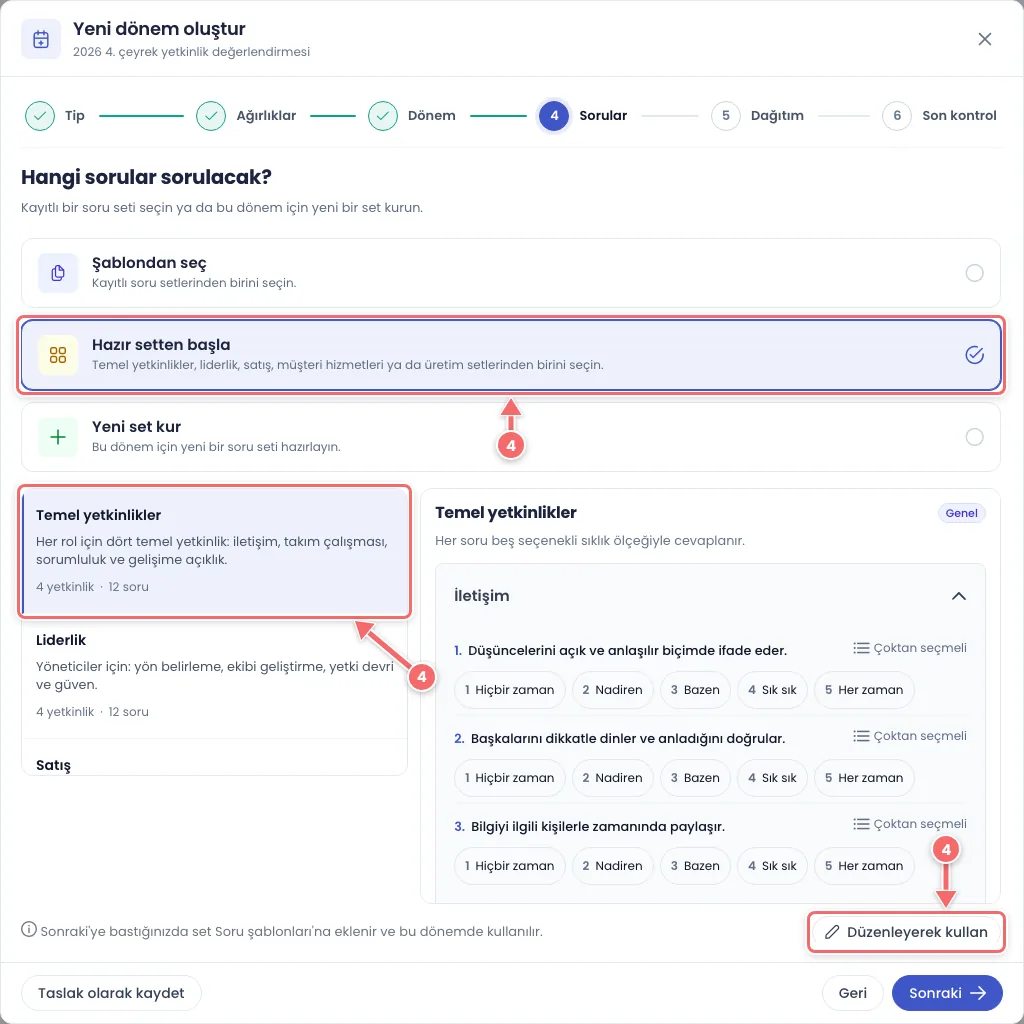 Yeni dönem oluştur
2026 4. çeyrek yetkinlik değerlendirmesi
Tip
Ağırlıklar
Dönem
4 Sorular
5 Dağıtım
6 Son kontrol
Hangi sorular sorulacak?
Kayıtlı bir soru seti seçin ya da bu dönem için yeni bir set kurun.
Şablondan seç
Kayıtlı soru setlerinden birini seçin.
Hazır setten başla
Temel yetkinlikler, liderlik, satış, müşteri hizmetleri ya da üretim setlerinden birini seçin.
Yeni set kur
Bu dönem için yeni bir soru seti hazırlayın.
4
Temel yetkinlikler
Her rol için dört temel yetkinlik: iletişim, takım çalışması,
sorumluluk ve gelişime açıklık.
4 yetkinlik · 12 soru
Liderlik
Yöneticiler için: yön belirleme, ekibi geliştirme, yetki devri
ve güven.
4 yetkinlik · 12 soru
4
Satış
Temel yetkinlikler
Genel
Her soru beş seçenekli sıklık ölçeğiyle cevaplanır.
İletişim
1. Düşüncelerini açık ve anlaşılır biçimde ifade eder.
Çoktan seçmeli
1 Hiçbir zaman 2 Nadiren 3 Bazen 4 Sık sık 5 Her zaman
2. Başkalarını dikkatle dinler ve anladığını doğrular.
Çoktan seçmeli
1 Hiçbir zaman 2 Nadiren 3 Bazen 4 Sık sık 5 Her zaman
3. Bilgiyi ilgili kişilerle zamanında paylaşır.
Çoktan seçmeli
1 Hiçbir zaman 2 Nadiren 3 Bazen 4 Sık sık 5 Her zaman
4
Sonraki'ye bastığınızda set Soru şablonları'na eklenir ve bu dönemde kullanılır.
Düzenleyerek kullan
Taslak olarak kaydet
Geri
Sonraki